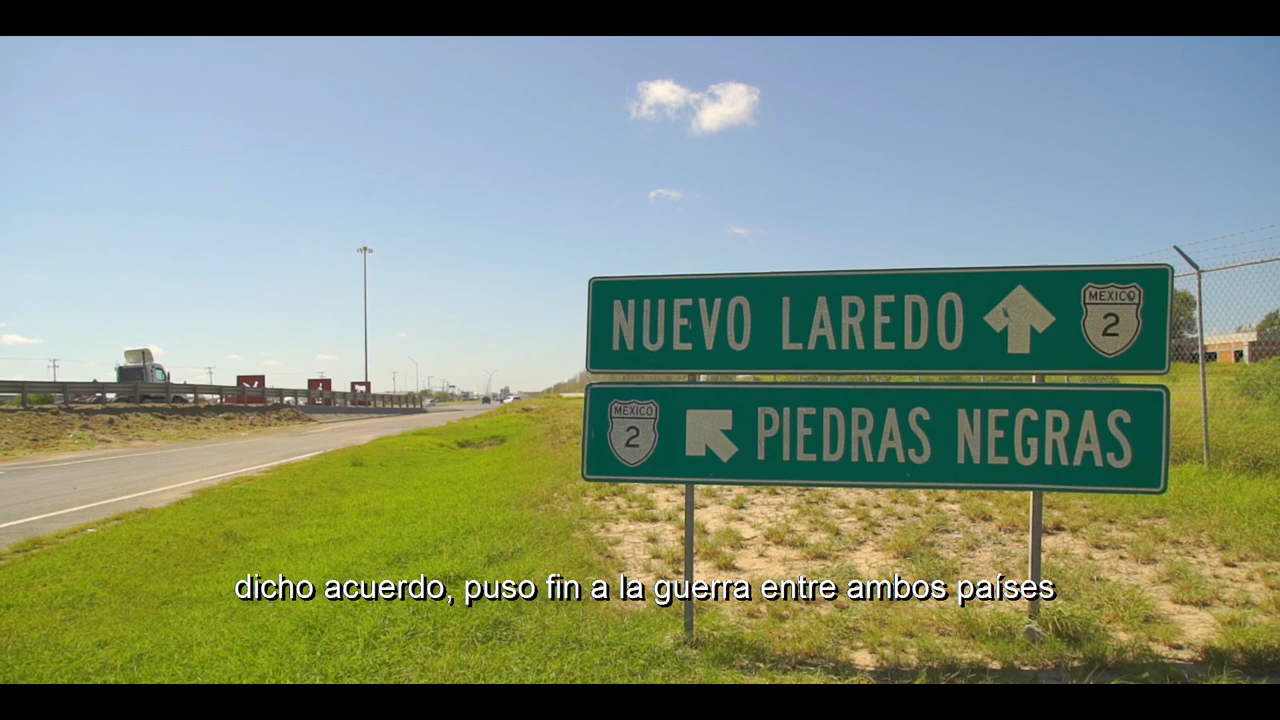 NUEVO LAREDO
MEXICO
2
MEXICO
2
PIEDRAS NEGRAS
dicho acuerdo, puso fin a la guerra entre ambos países